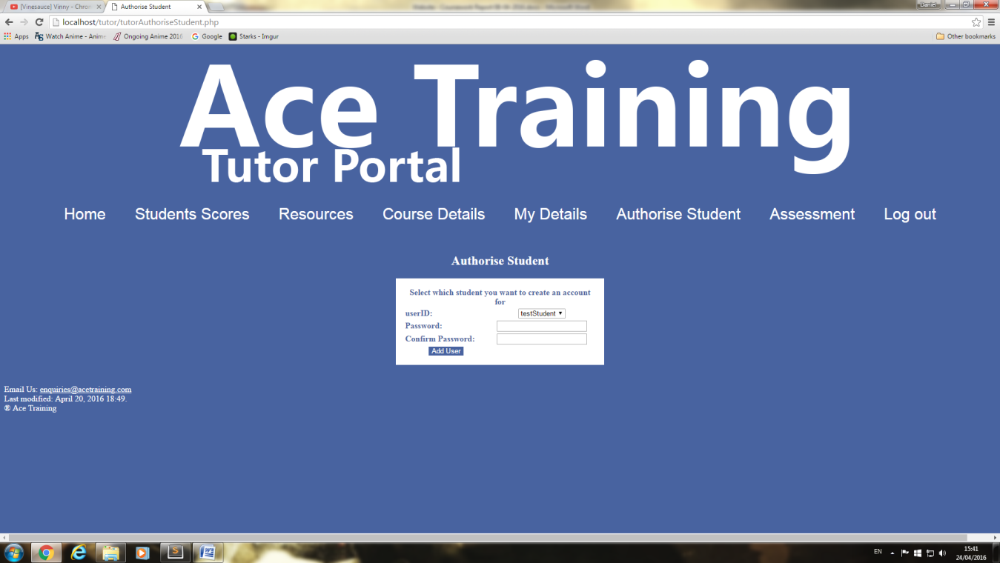 [Vinesauce] Vinny - Chrom
Authorise Student
Daniel
localhost/tutor/tutorAuthoriseStudent.php
Apps Watch Anime - Anime Ongoing Anime 2016 Google Starks - Imgur Other bookmarks
Ace Training
Tutor Portal
Home Students Scores Resources Course Details My Details Authorise Student Assessment Log out
Authorise Student
Select which student you want to create an account
for
userID: testStudent
Password:
Confirm Password:
Add User
Email Us: enquiries@acetraining.com
Last modified: April 20, 2016 18:49.
® Ace Training
EN 15:41
24/04/2016